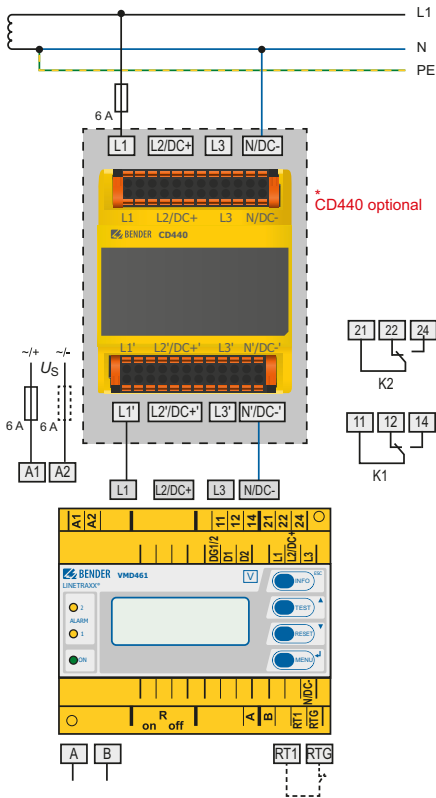 L1
N
PE
6 A
L1 L2/DC+ L3 N/DC-
*
CD440 optional
L1 L2/DC+ L3 N/DC-
BENDER CD440
L1' L2'/DC+' L3' N'/DC-'
L1' L2'/DC+' L3' N'/DC-'
~/+ US ~/-
6 A 6 A
A1 A2
21 22 24
K2
11 12 14
K1
L1 L2/DC+ L3 N/DC-
A1 A2 11 12 14 21 22 24
DG1/2 D1 D2 L1 L2/DC+ L3
BENDER VMD461
LINETRAXX®
V
INFO ESC
2
ALARM
1
ON
TEST
RESET
MENU
N/DC-
R
on off
A B RT1 RTG
A B
RT1 RTG